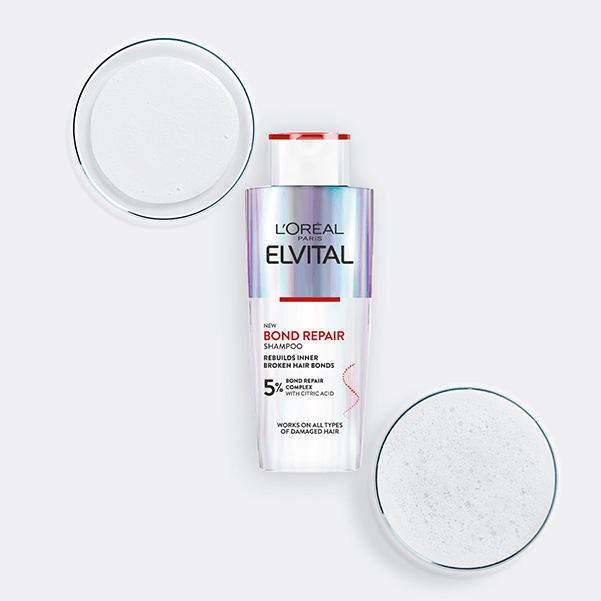 L'ORÉAL
PARIS
ELVITAL
NEW
BOND REPAIR
SHAMPOO
REBUILDS INNER
BROKEN HAIR BONDS
5% BOND REPAIR
COMPLEX
WITH CITRIC ACID
WORKS ON ALL TYPES
OF DAMAGED HAIR